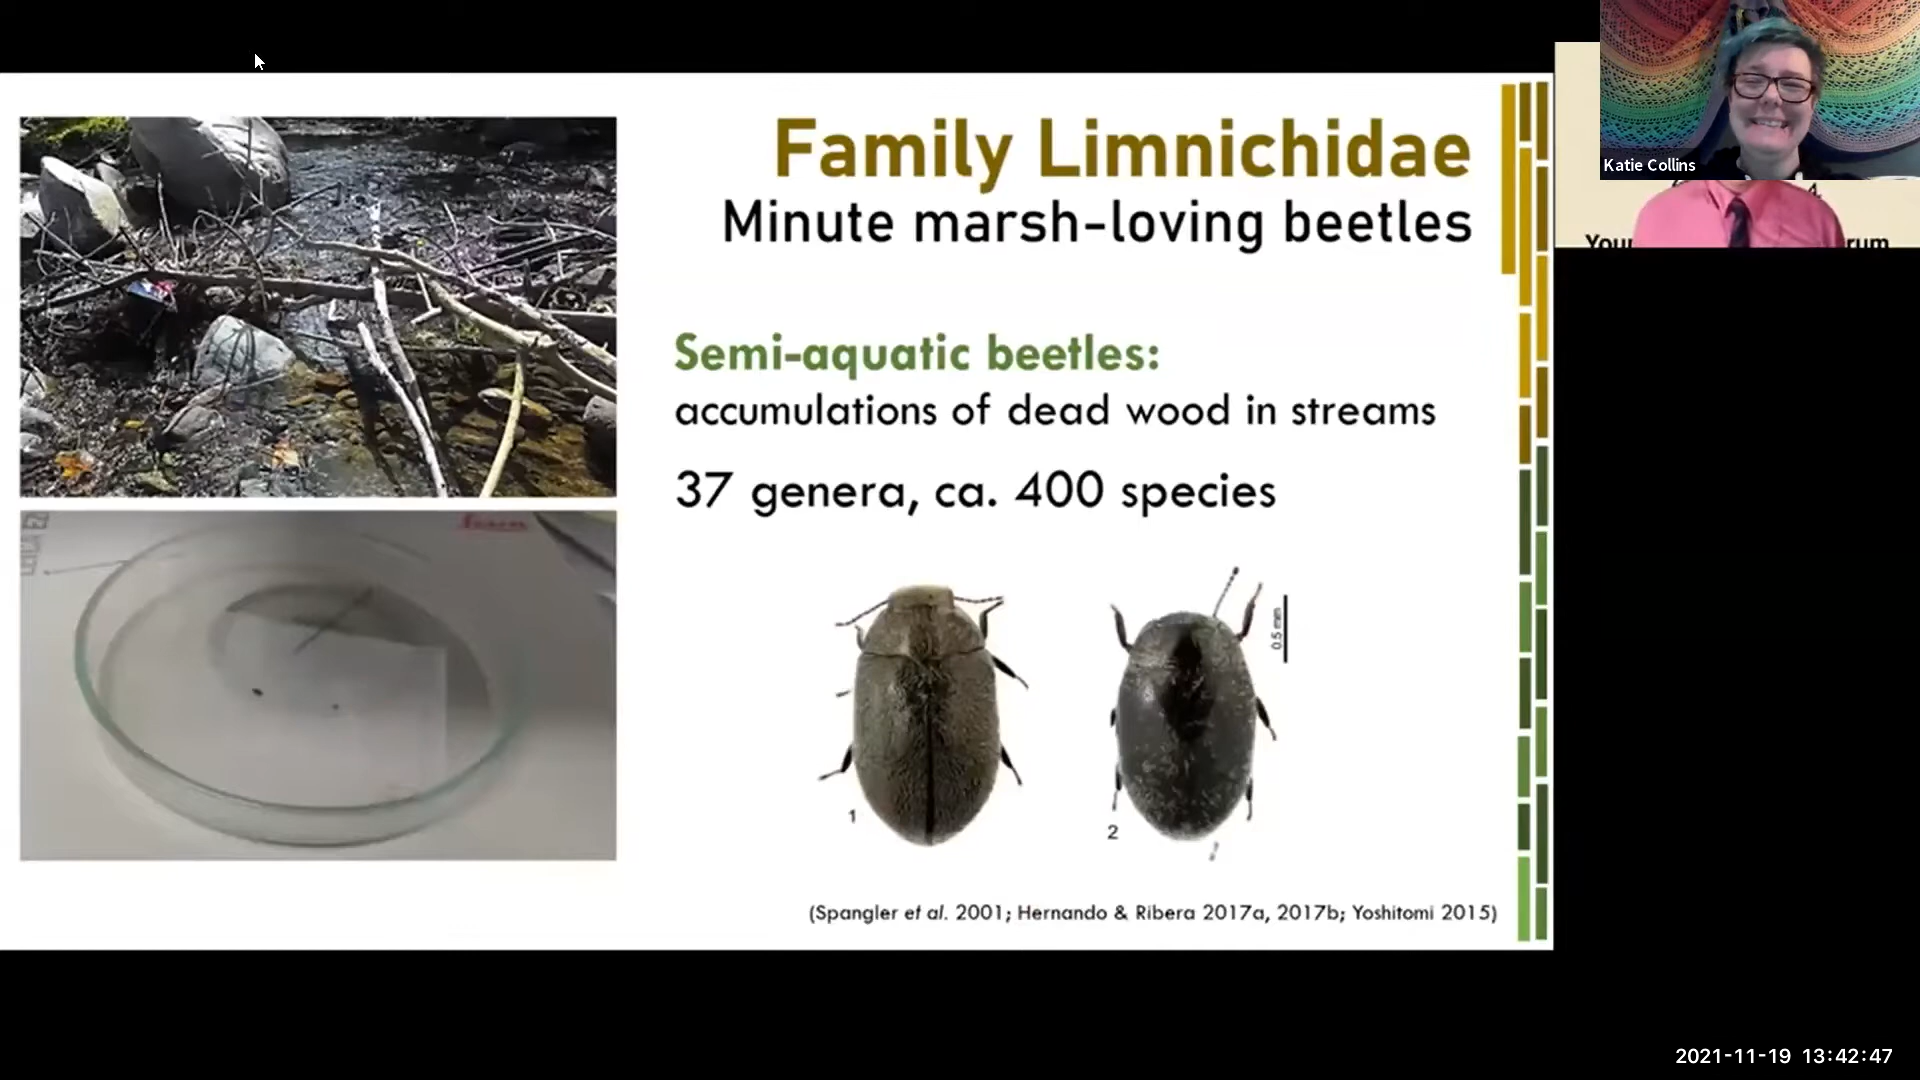 Family Limnichidae
Minute marsh-loving beetles
Semi-aquatic beetles:
accumulations of dead wood in streams
37 genera, ca. 400 species
0.5 mm
1
2
(Spangler et al. 2001; Hernando & Ribera 2017a, 2017b; Yoshitomi 2015)
Katie Collins
2021-11-19 13:42:47